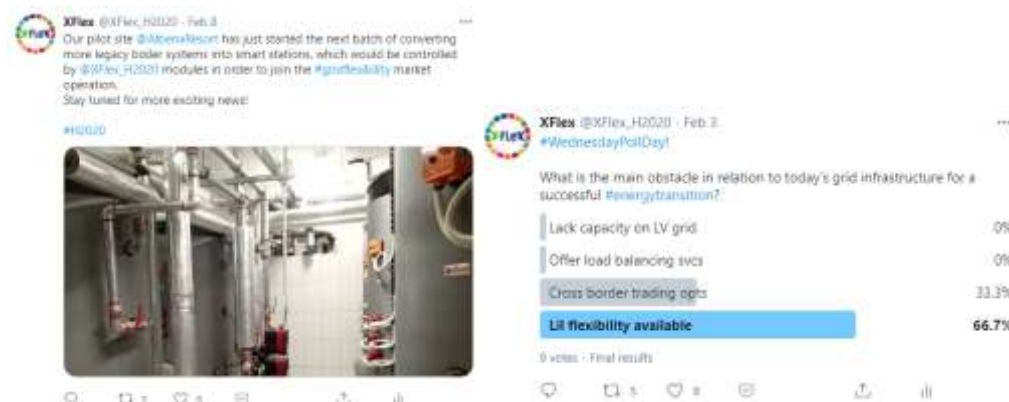 XFlex @XFlex_H2020 · Feb 8
Our pilot site @AlbenaResort has just started the next batch of converting
more legacy boiler systems into smart stations, which would be controlled
by @XFlex_H2020 modules in order to join the #gridflexibility market
operation.
Stay tuned for more exciting news!
#H2020
XFlex @XFlex_H2020 · Feb 3
#WednesdayPollDay!
What is the main obstacle in relation to today's grid infrastructure for a
successful #energytransition?
Lack capacity on LV grid 0%
Offer load balancing svcs 0%
Cross border trading opts 33.3%
Lil flexibility available 66.7%
9 votes · Final results